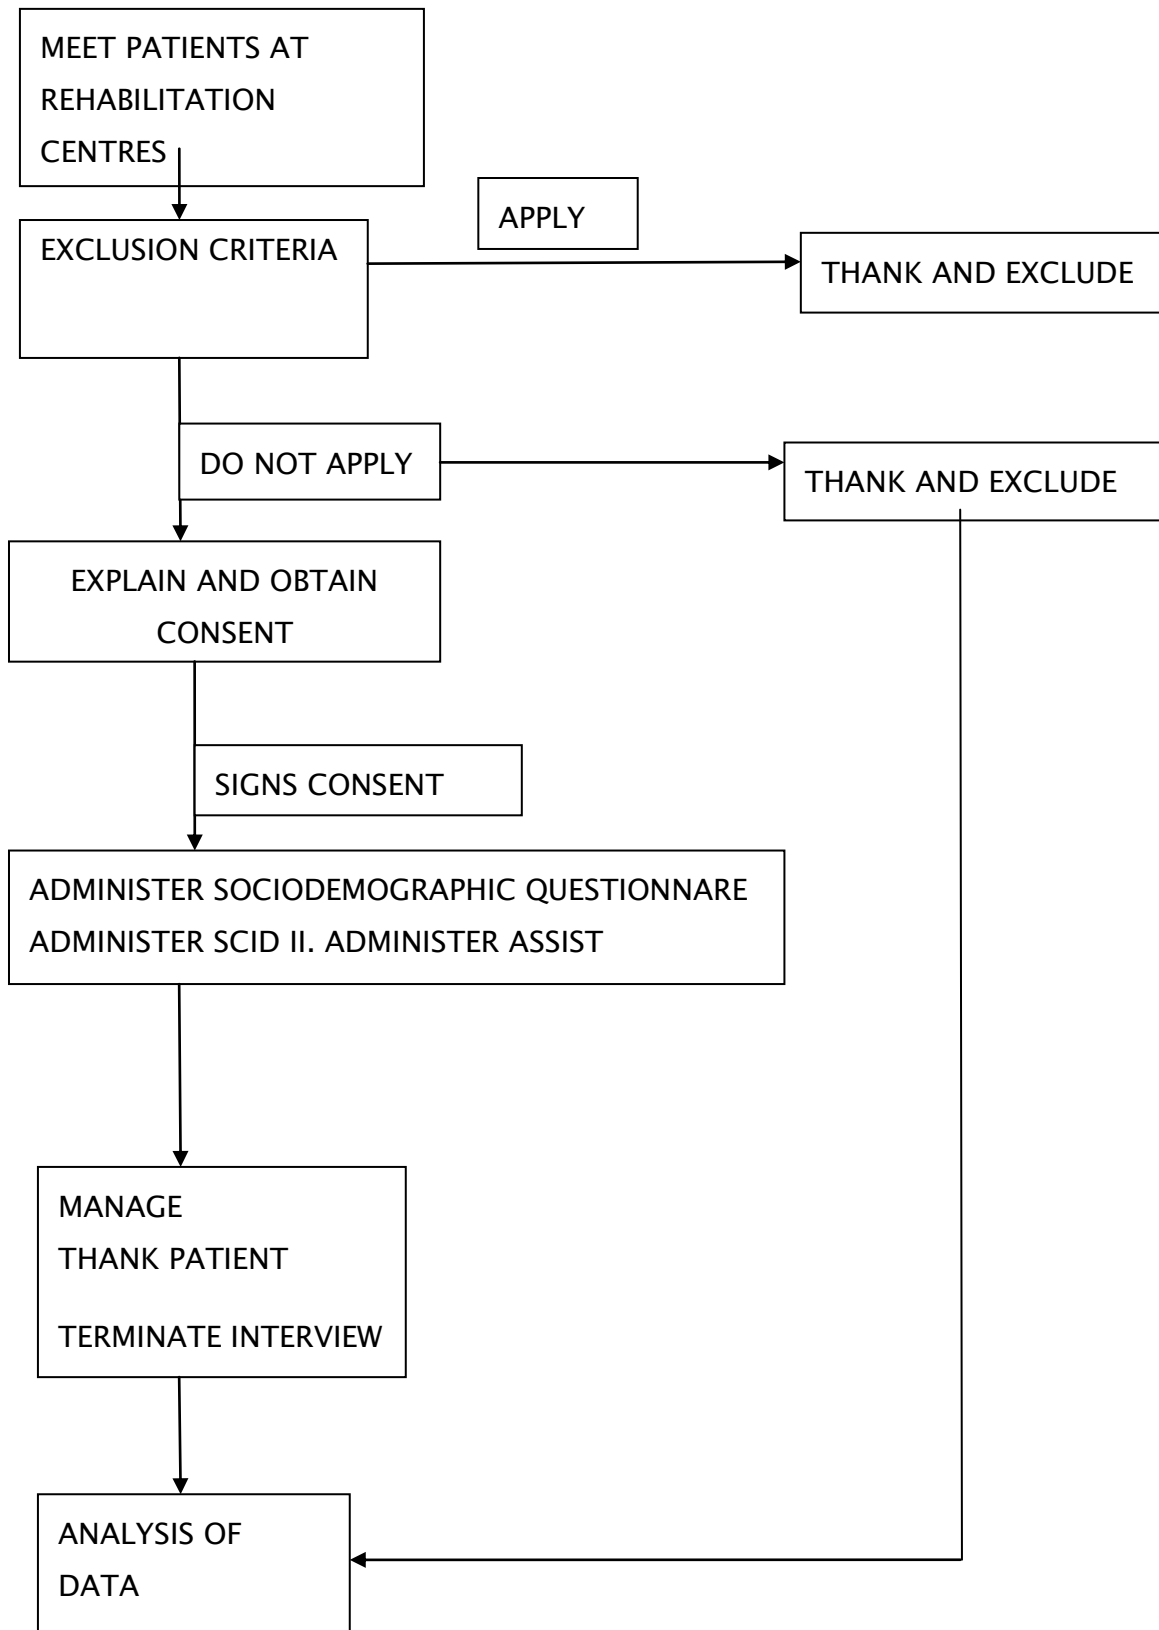 MEET PATIENTS AT
REHABILITATION
CENTRES
APPLY
EXCLUSION CRITERIA
THANK AND EXCLUDE
DO NOT APPLY
THANK AND EXCLUDE
EXPLAIN AND OBTAIN
CONSENT
SIGNS CONSENT
ADMINISTER SOCIODEMOGRAPHIC QUESTIONNARE
ADMINISTER SCID II. ADMINISTER ASSIST
MANAGE
THANK PATIENT
TERMINATE INTERVIEW
ANALYSIS OF
DATA